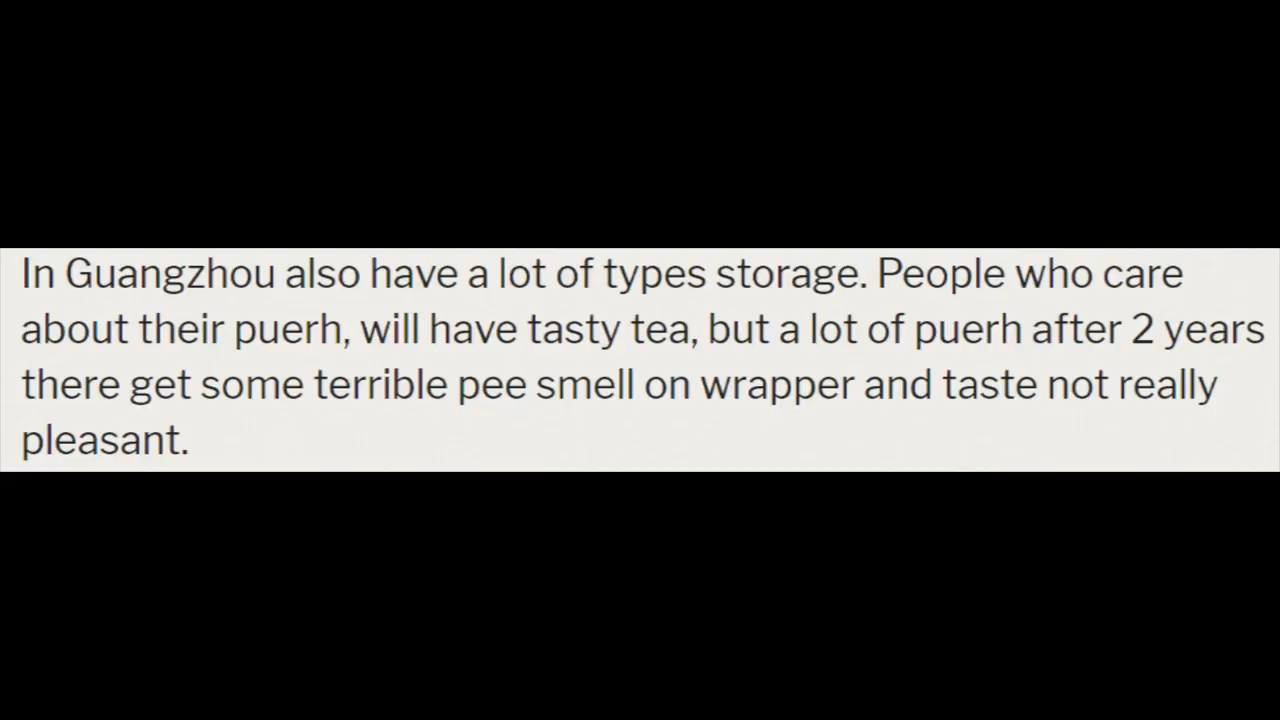 In Guangzhou also have a lot of types storage. People who care
about their puerh, will have tasty tea, but a lot of puerh after 2 years
there get some terrible pee smell on wrapper and taste not really
pleasant.